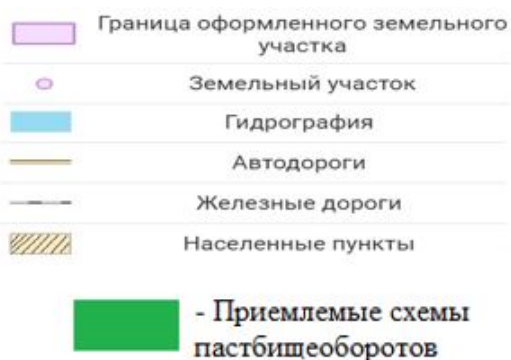 Граница оформленного земельного
участка
Земельный участок
Гидрография
Автодороги
Железные дороги
Населенные пункты
- Приемлемые схемы
пастбищеоборотов